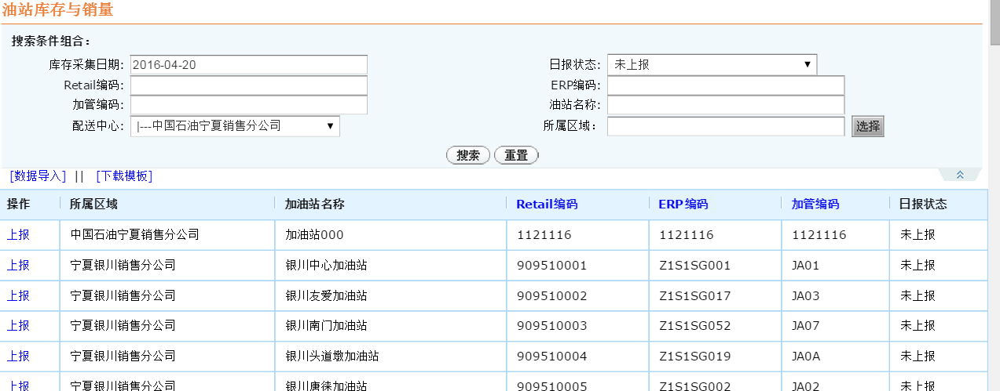 油站库存与销量
搜索条件组合：
库存采集日期: 2016-04-20 日报状态: 未上报
Retail编码: ERP编码:
加管编码: 油站名称:
配送中心: |---中国石油宁夏销售分公司 所属区域： 选择
搜索 重置
[数据导入] || [下载模板]
操作 所属区域 加油站名称 Retail编码 ERP编码 加管编码 日报状态
上报 中国石油宁夏销售分公司 加油站000 1121116 1121116 1121116 未上报
上报 宁夏银川销售分公司 银川中心加油站 909510001 Z1S1SG001 JA01 未上报
上报 宁夏银川销售分公司 银川友爱加油站 909510002 Z1S1SG017 JA03 未上报
上报 宁夏银川销售分公司 银川南门加油站 909510003 Z1S1SG052 JA07 未上报
上报 宁夏银川销售分公司 银川头道墩加油站 909510004 Z1S1SG019 JA0A 未上报
上报 宁夏银川销售分公司 银川唐徕加油站 909510005 Z1S1SG002 JA02 未上报